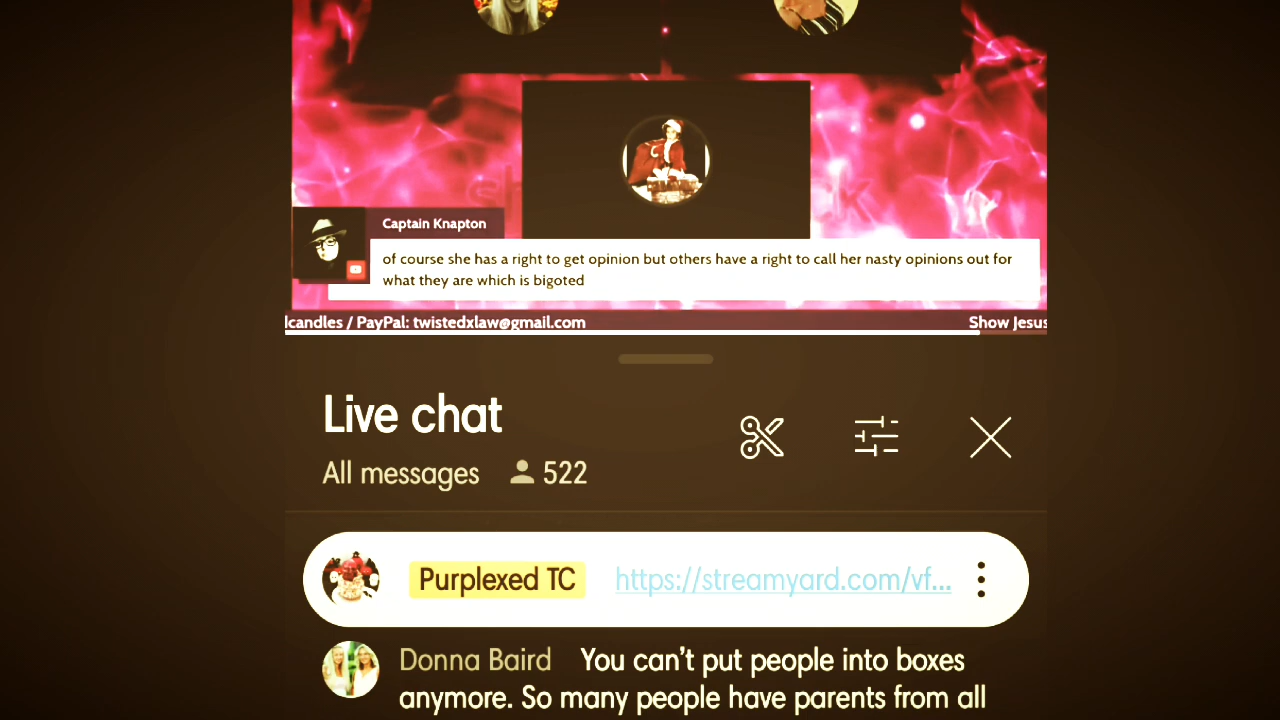 Captain Knapton
of course she has a right to get opinion but others have a right to call her nasty opinions out for
what they are which is bigoted
lcandles / PayPal: twistedxlaw@gmail.com Show Jesus
Live chat
All messages 522
Purplexed TC https://streamyard.com/vf...
Donna Baird You can't put people into boxes
anymore. So many people have parents from all